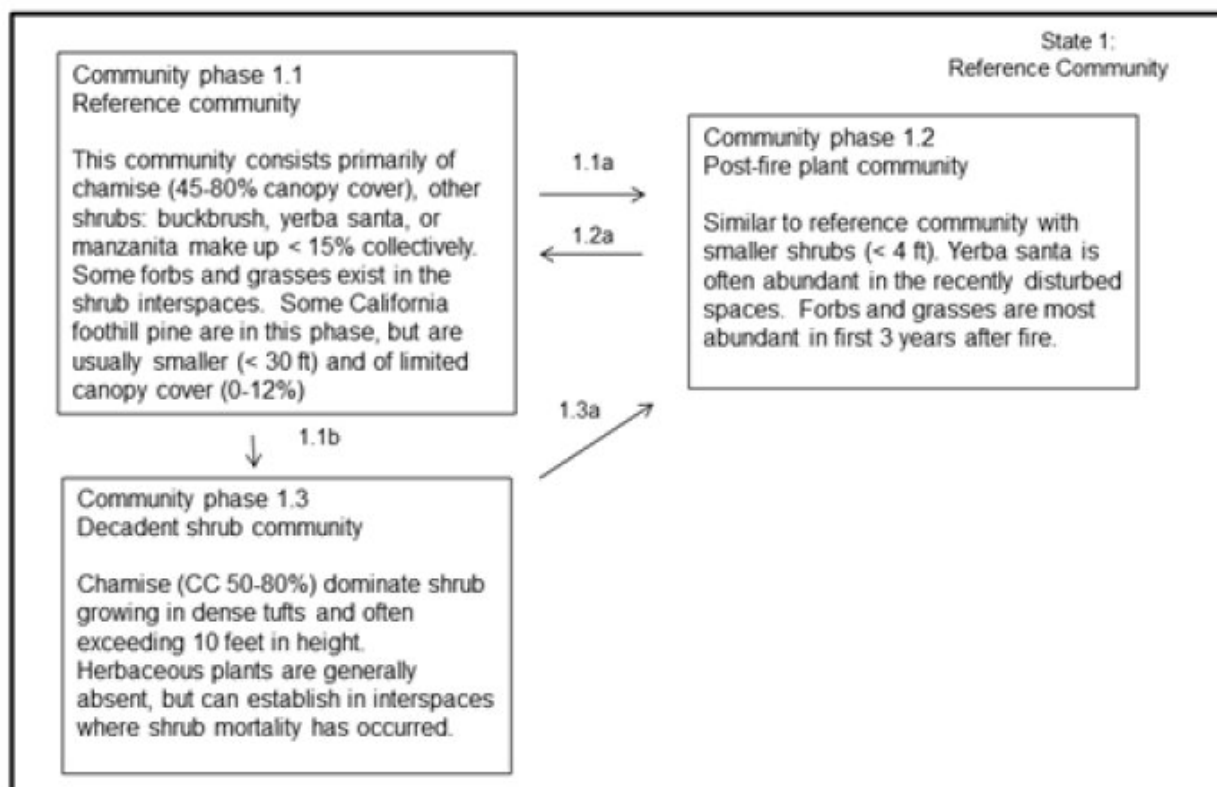 State 1:
Reference Community
Community phase 1.1
Reference community
This community consists primarily of
chamise (45-80% canopy cover), other
shrubs: buckbrush, yerba santa, or
manzanita make up < 15% collectively.
Some forbs and grasses exist in the
shrub interspaces. Some California
foothill pine are in this phase, but are
usually smaller (< 30 ft) and of limited
canopy cover (0-12%)
1.1a
1.2a
Community phase 1.2
Post-fire plant community
Similar to reference community with
smaller shrubs (< 4 ft). Yerba santa is
often abundant in the recently disturbed
spaces. Forbs and grasses are most
abundant in first 3 years after fire.
1.1b
1.3a
Community phase 1.3
Decadent shrub community
Chamise (CC 50-80%) dominate shrub
growing in dense tufts and often
exceeding 10 feet in height.
Herbaceous plants are generally
absent, but can establish in interspaces
where shrub mortality has occurred.